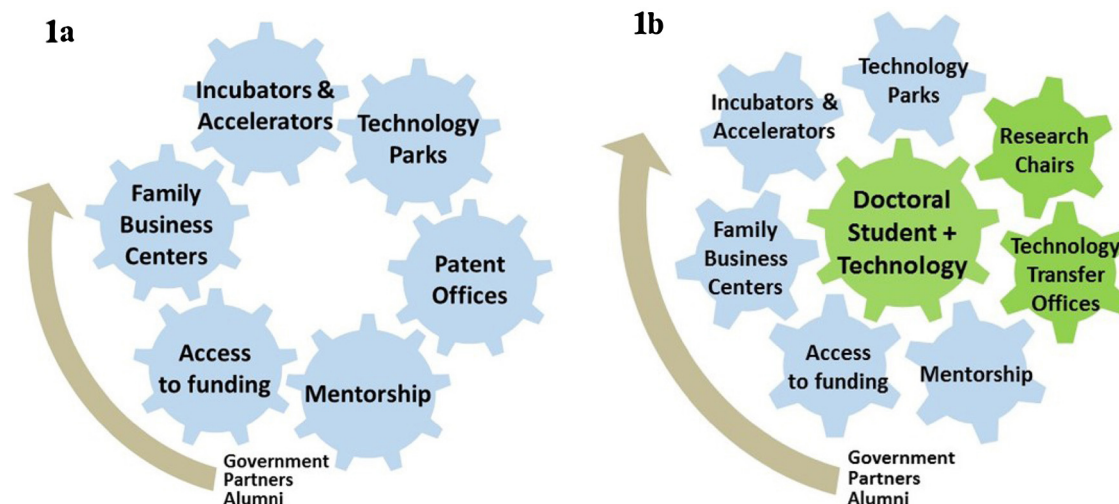 1a
Incubators &
Accelerators
Technology
Parks
Family
Business
Centers
Patent
Offices
Access
to funding
Mentorship
Government
Partners
Alumni
1b
Technology
Parks
Incubators &
Accelerators
Research
Chairs
Doctoral
Student +
Technology
Family
Business
Centers
Technology
Transfer
Offices
Access
to funding
Mentorship
Government
Partners
Alumni